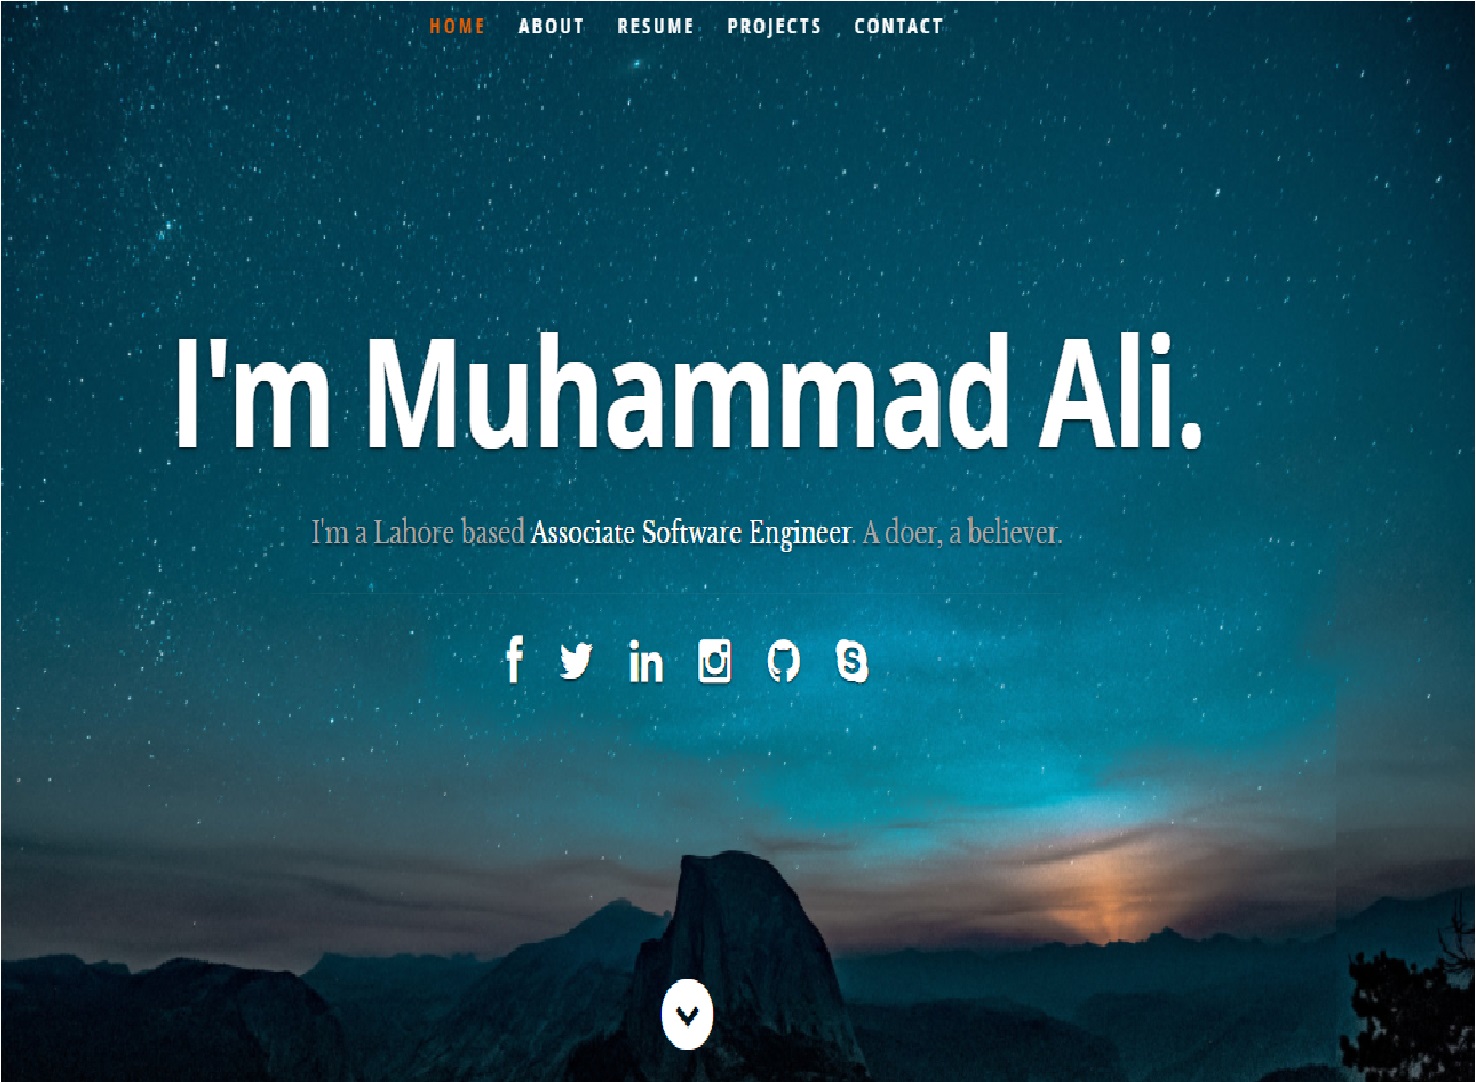 HOME ABOUT RESUME PROJECTS CONTACT
I'm Muhammad Ali.
I'm a Lahore based Associate Software Engineer. A doer, a believer.